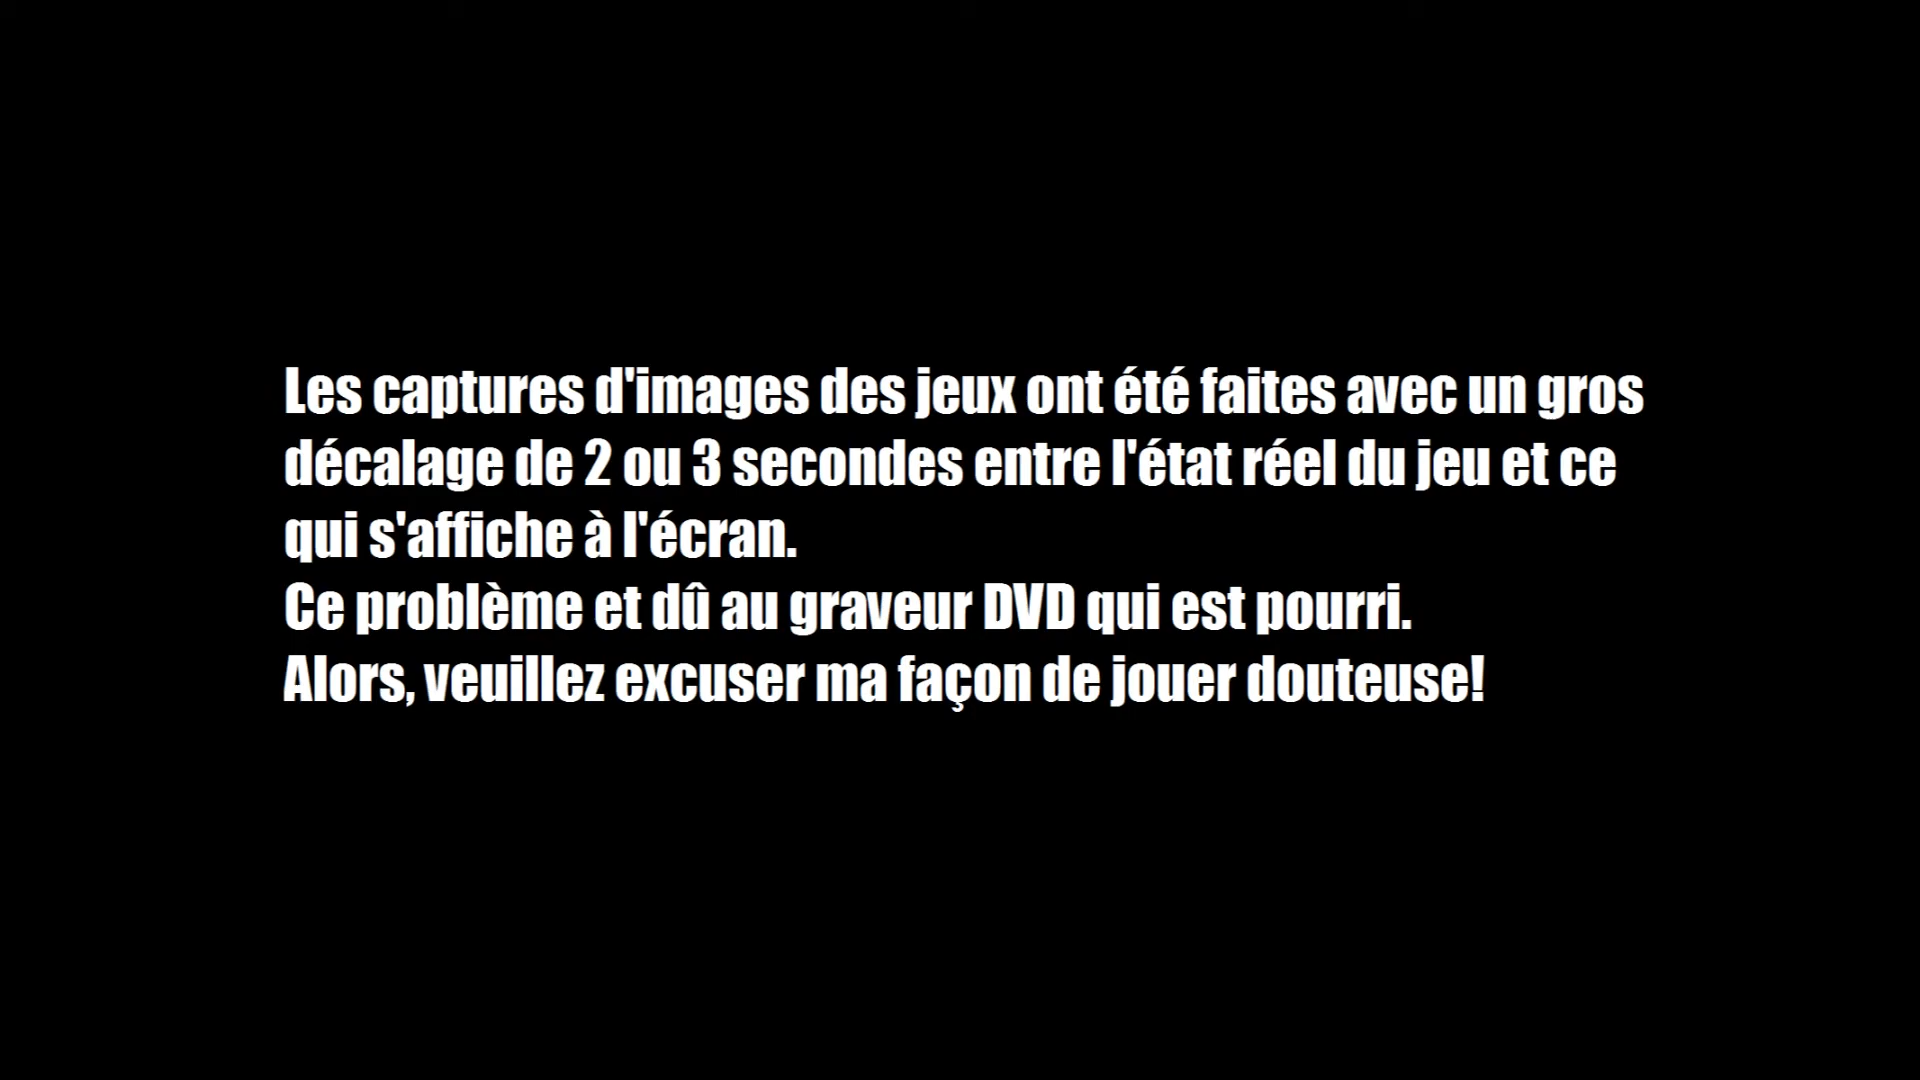 Les captures d'images des jeux ont été faites avec un gros
décalage de 2 ou 3 secondes entre l'état réel du jeu et ce
qui s'affiche à l'écran.
Ce problème et dû au graveur DVD qui est pourri.
Alors, veuillez excuser ma façon de jouer douteuse!